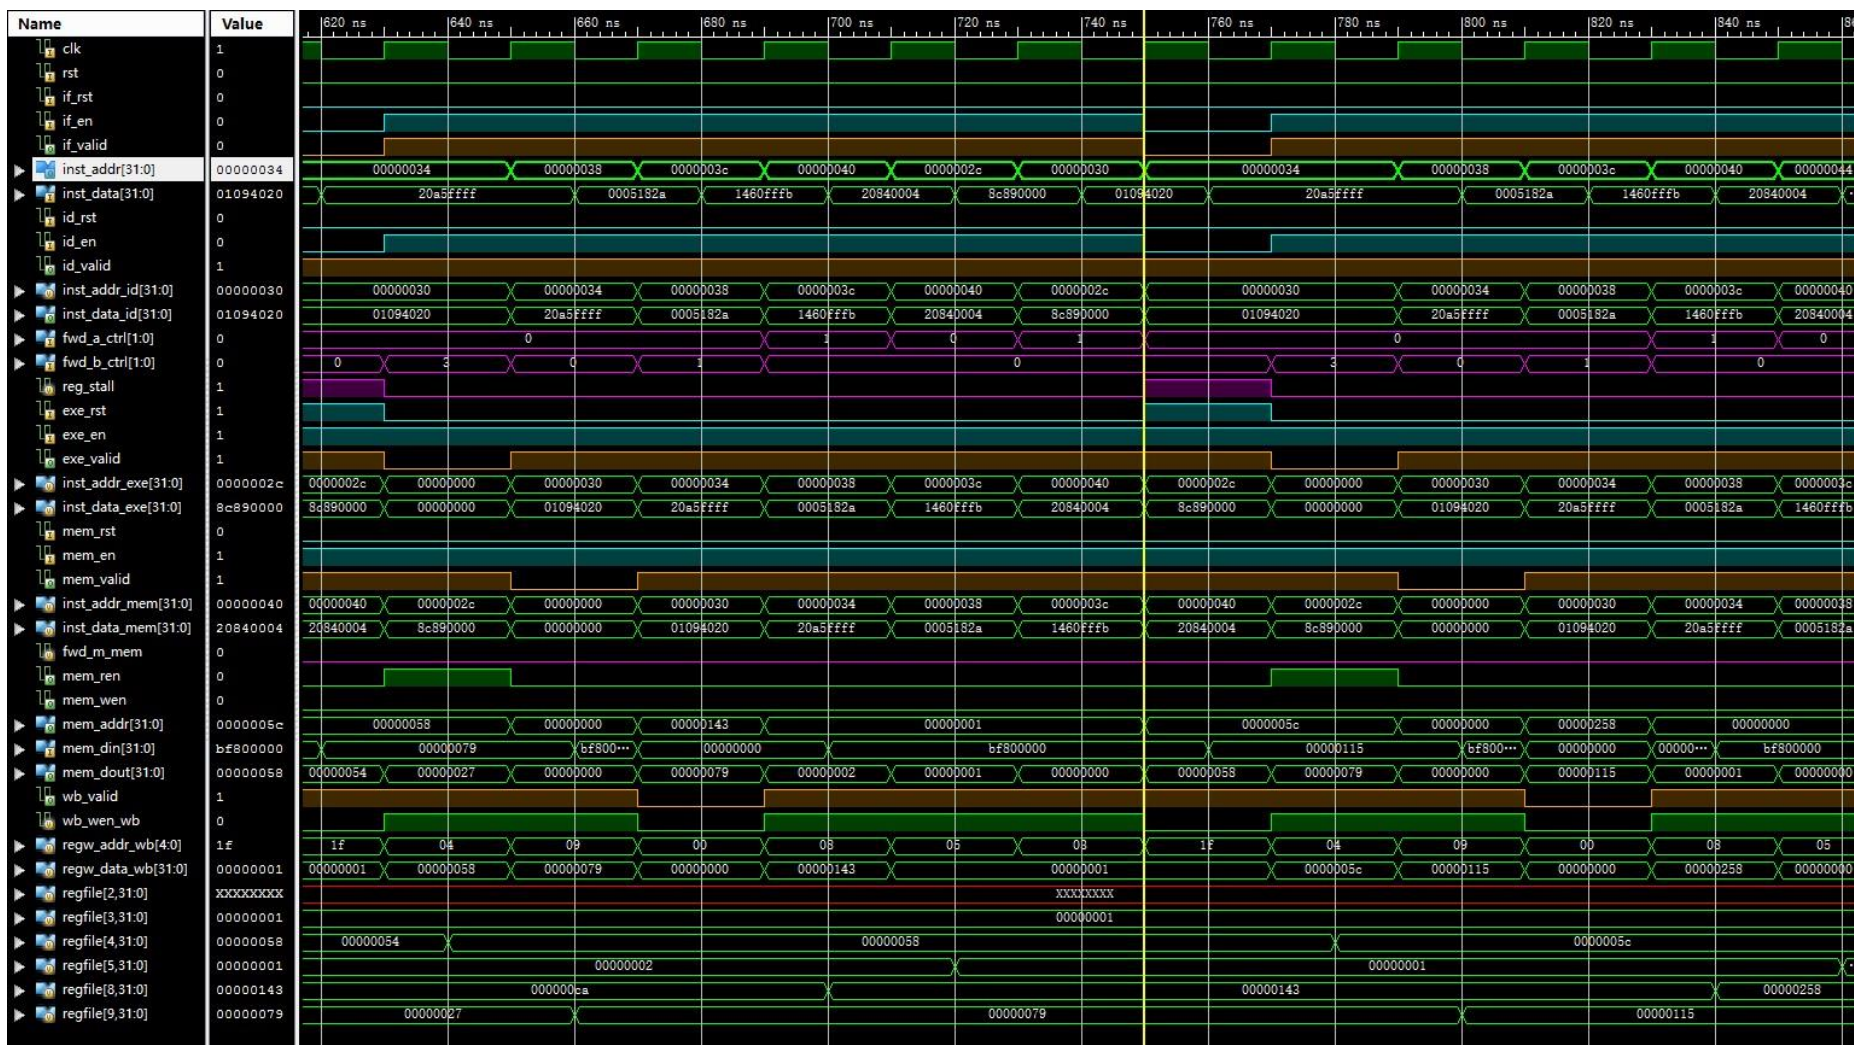 Name Value 620 ns 640 ns 660 ns 680 ns 700 ns 720 ns 740 ns 760 ns 780 ns 800 ns 820 ns 840 ns
clk 1
rst 0
if_rst 0
if_en 0
if_valid 0
inst_addr[31:0] 00000034 00000034 00000038 0000003c 00000040 0000002c 00000030 00000034 00000038 0000003c 00000040 00000044
inst_data[31:0] 01094020 20a5ffff 0005182a 1460fffb 20840004 8c890000 01094020 20a5ffff 0005182a 1460fffb 20840004
id_rst 0
id_en 0
id_valid 1
inst_addr_id[31:0] 00000030 00000030 00000034 00000038 0000003c 00000040 0000002c 00000030 00000034 00000038 0000003c 00000040
inst_data_id[31:0] 01094020 01094020 20a5ffff 0005182a 1460fffb 20840004 8c890000 01094020 20a5ffff 0005182a 1460fffb 20840004
fwd_a_ctrl[1:0] 0 0 1 0 1 0 1 0
fwd_b_ctrl[1:0] 0 0 3 0 1 0 3 0 1 0
reg_stall 1
exe_rst 1
exe_en 1
exe_valid 1
inst_addr_exe[31:0] 0000002c 0000002c 00000000 00000030 00000034 00000038 0000003c 00000040 0000002c 00000000 00000030 00000034 00000038 0000003c
inst_data_exe[31:0] 8c890000 8c890000 00000000 01094020 20a5ffff 0005182a 1460fffb 20840004 8c890000 00000000 01094020 20a5ffff 0005182a 1460fffb
mem_rst 0
mem_en 1
mem_valid 1
inst_addr_mem[31:0] 00000040 00000040 0000002c 00000000 00000030 00000034 00000038 0000003c 00000040 0000002c 00000000 00000030 00000034 00000038
inst_data_mem[31:0] 20840004 20840004 8c890000 00000000 01094020 20a5ffff 0005182a 1460fffb 20840004 8c890000 00000000 01094020 20a5ffff 0005182a
fwd_m_mem 0
mem_ren 0
mem_wen 0
mem_addr[31:0] 0000005c 00000058 00000000 00000143 00000001 0000005c 00000000 00000258 00000000
mem_din[31:0] bf800000 00000079 bf800··· 00000000 bf800000 00000115 bf800··· 00000000 00000··· bf800000
mem_dout[31:0] 00000058 00000054 00000027 00000000 00000079 00000002 00000001 00000000 00000058 00000079 00000000 00000115 00000001 00000000
wb_valid 1
wb_wen_wb 0
regw_addr_wb[4:0] 1f 1f 04 09 00 08 05 03 1f 04 09 00 08 05
regw_data_wb[31:0] 00000001 00000001 00000058 00000079 00000000 00000143 00000001 0000005c 00000115 00000000 00000258 00000000
regfile[2,31:0] XXXXXXXX XXXXXXXX
regfile[3,31:0] 00000001 00000001
regfile[4,31:0] 00000058 00000054 00000058 0000005c
regfile[5,31:0] 00000001 00000002 00000001
regfile[8,31:0] 00000143 000000ca 00000143 00000258
regfile[9,31:0] 00000079 00000027 00000079 00000115